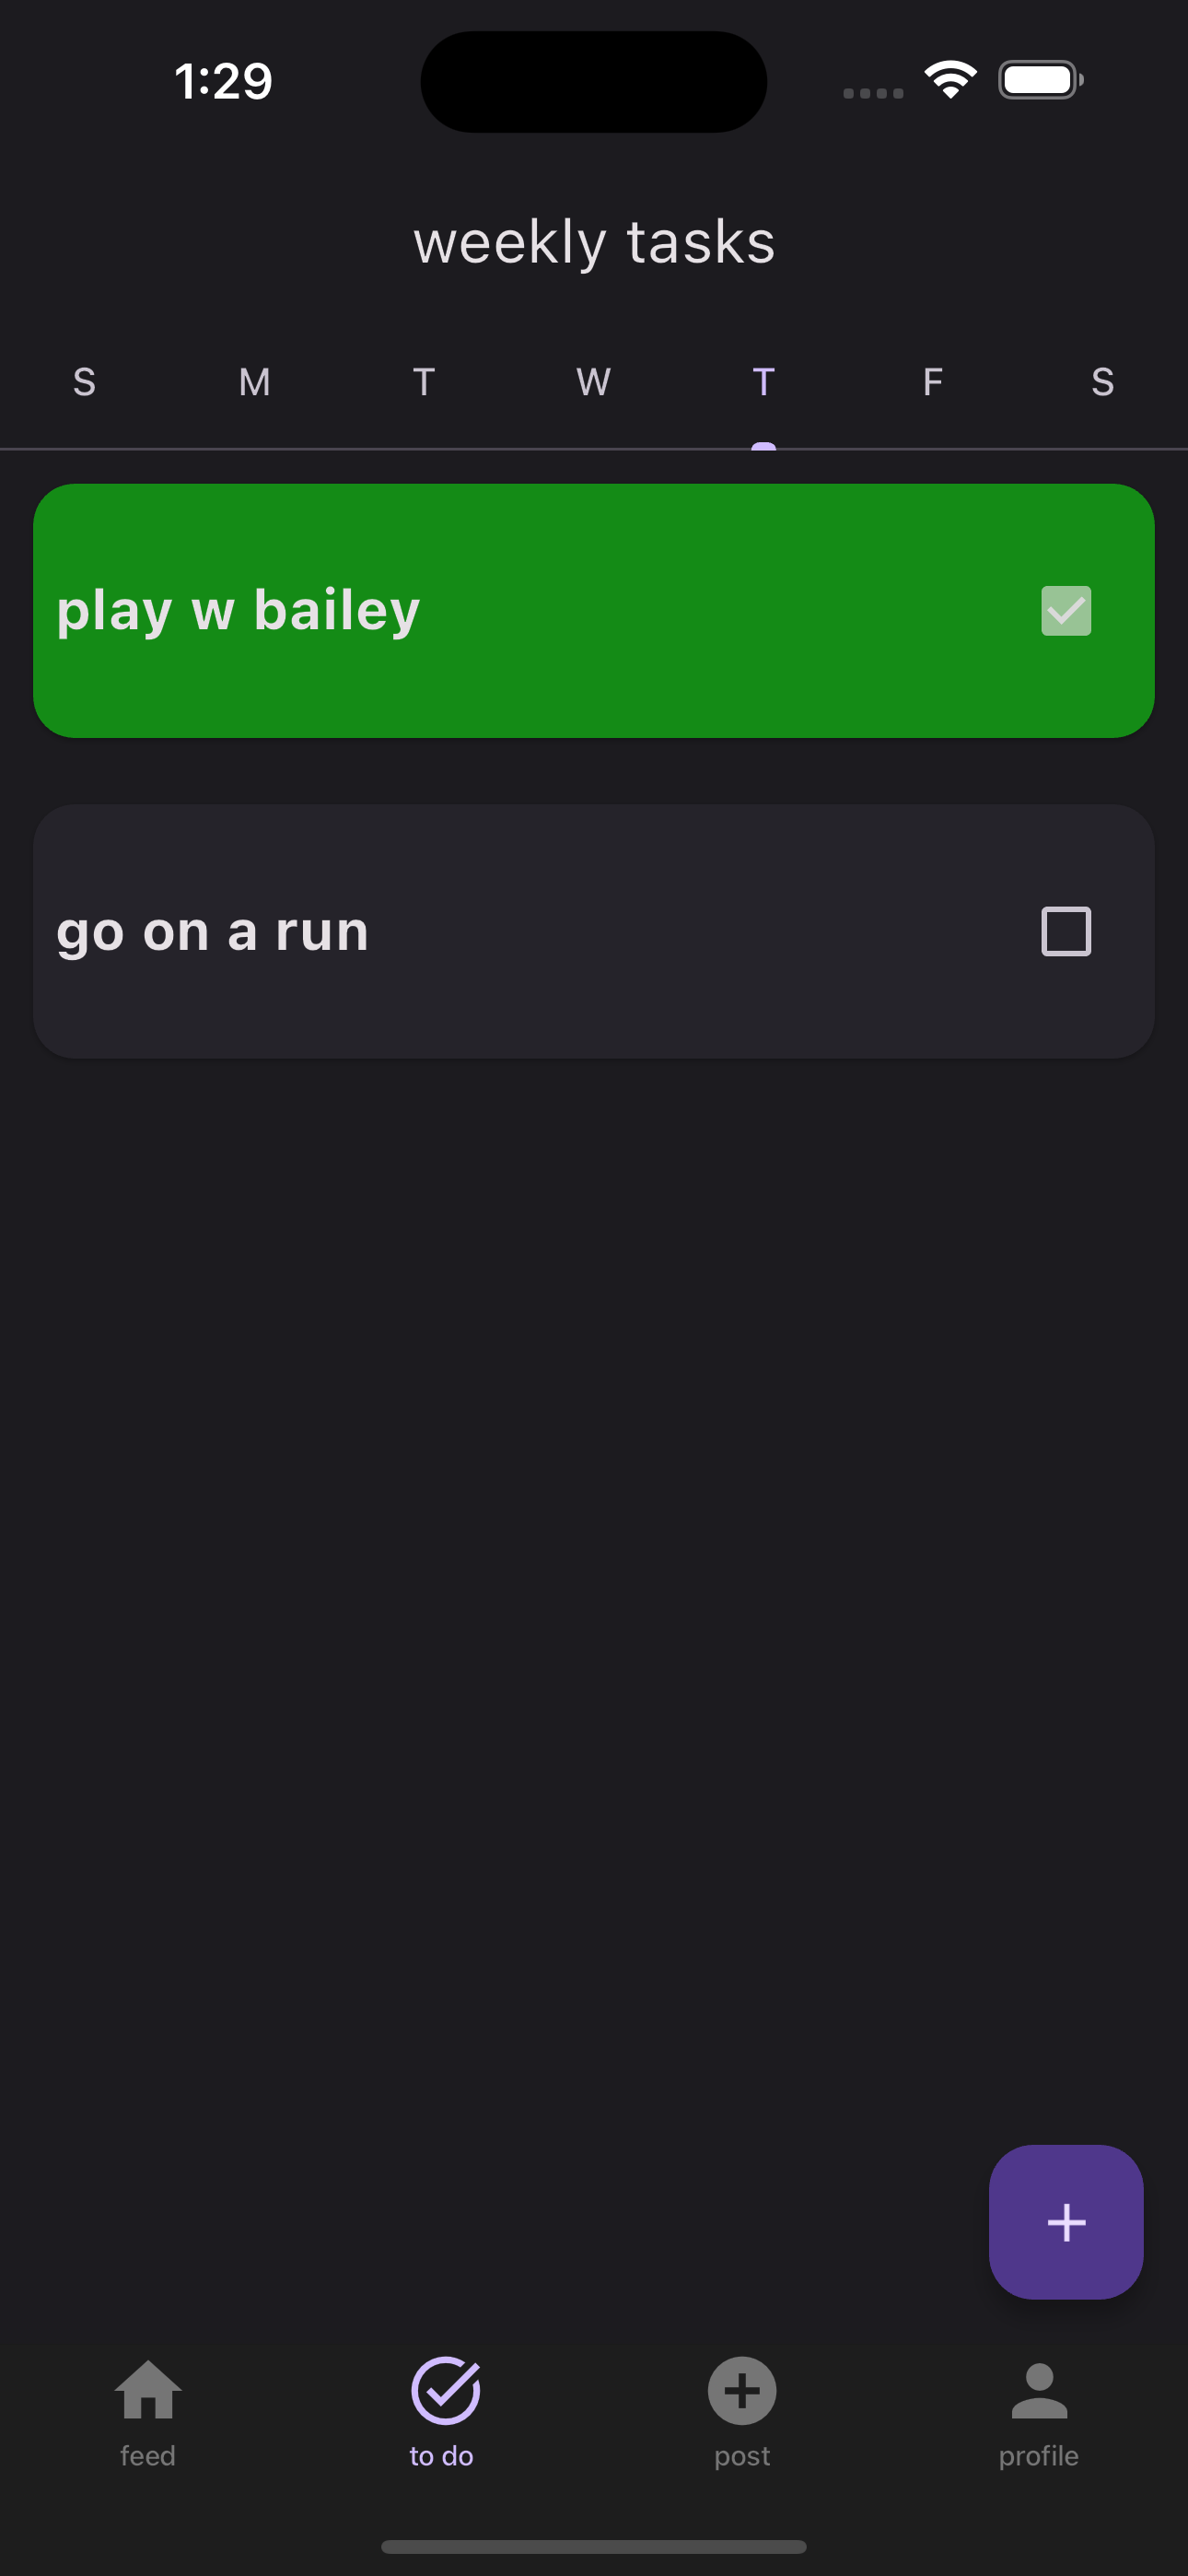 1:29
weekly tasks
S M T W T F S
play w bailey
go on a run
feed to do post profile